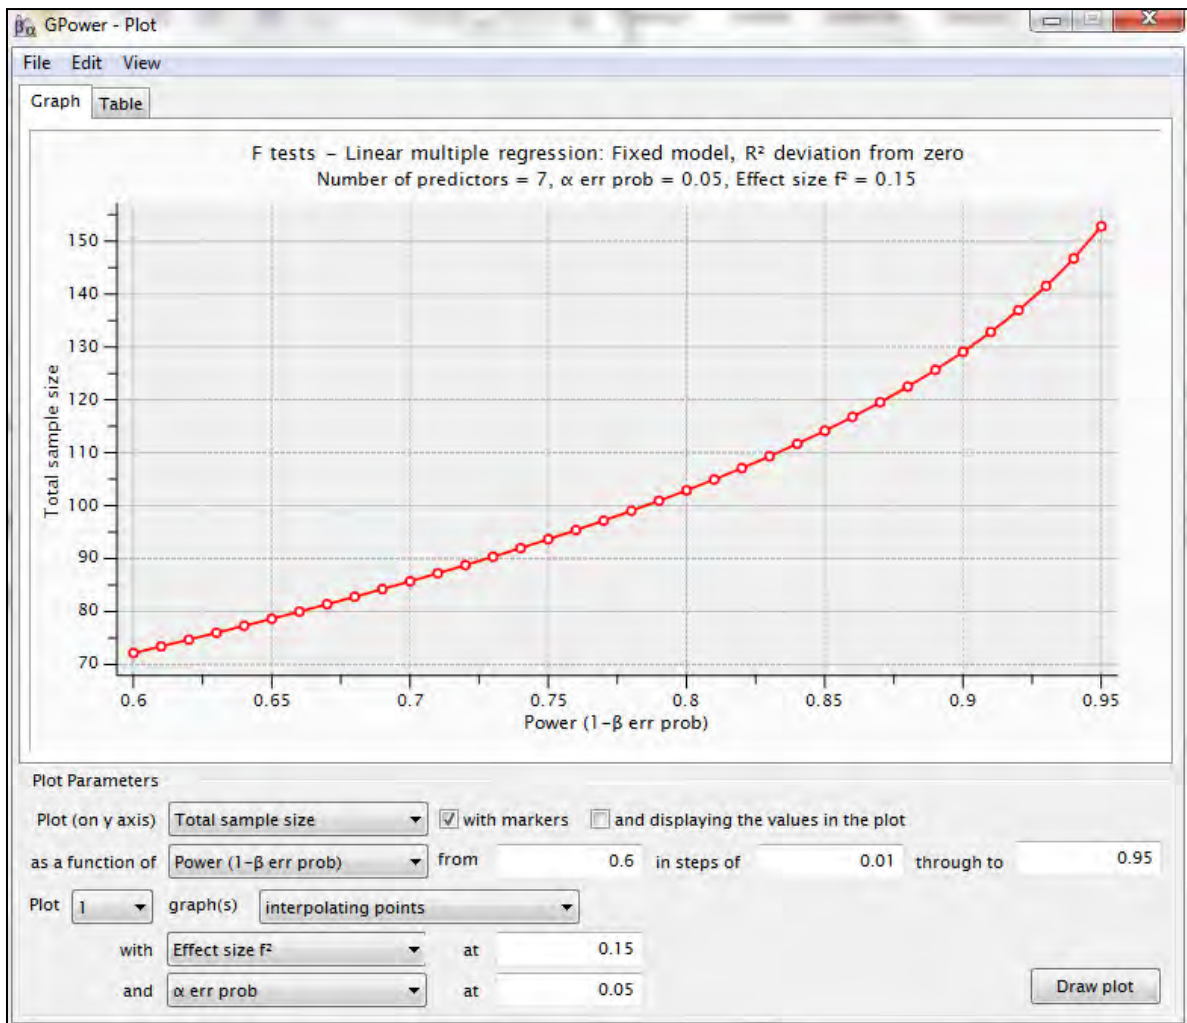 βα GPower - Plot
X
File Edit View
Graph Table
F tests – Linear multiple regression: Fixed model, R² deviation from zero
Number of predictors = 7, α err prob = 0.05, Effect size f² = 0.15
Total sample size
150
140
130
120
110
100
90
80
70
0.6 0.65 0.7 0.75 0.8 0.85 0.9 0.95
Power (1–β err prob)
Plot Parameters
Plot (on y axis) Total sample size with markers and displaying the values in the plot
as a function of Power (1–β err prob) from 0.6 in steps of 0.01 through to 0.95
Plot 1 graph(s) interpolating points
with Effect size f² at 0.15
and α err prob at 0.05
Draw plot